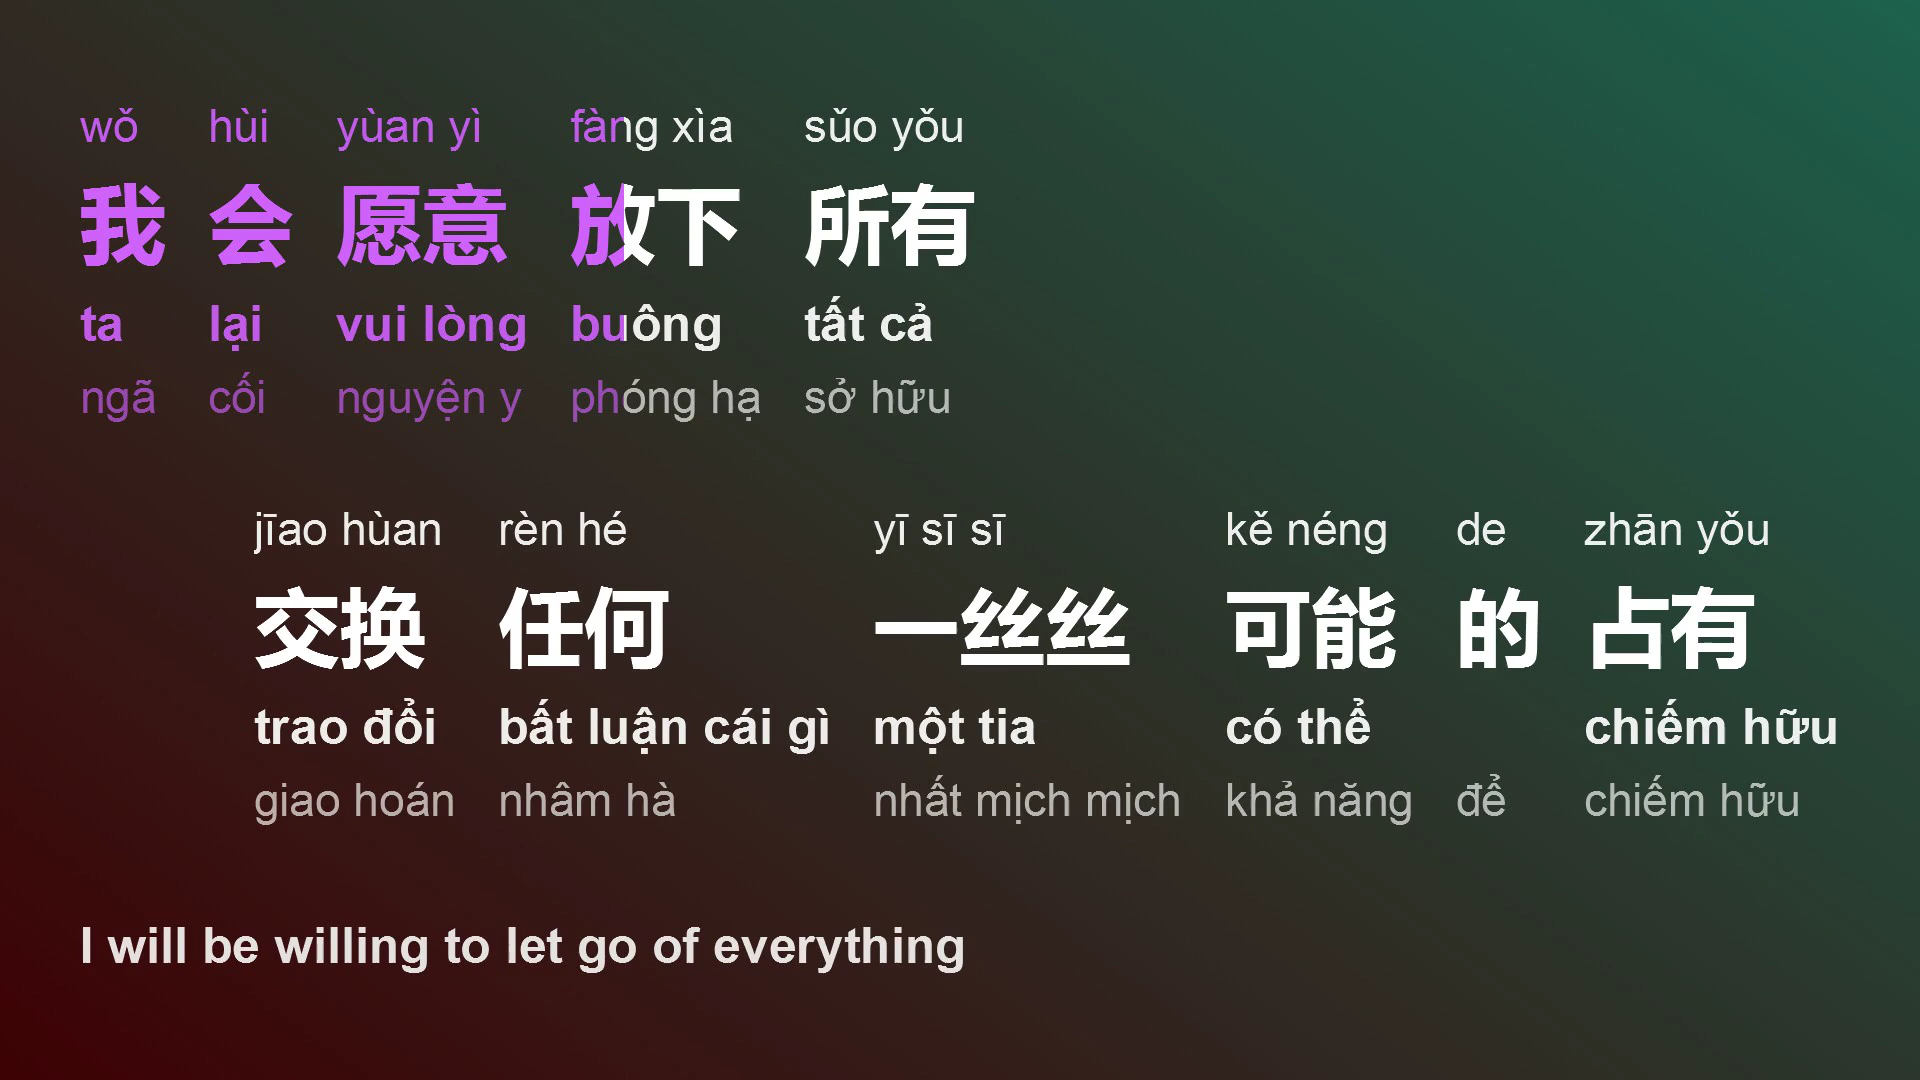 wǒ hùi yùan yì fàng xìa sǔo yǒu
我 会 愿意 放下 所有
ta lại vui lòng buông tất cả
ngã cối nguyện y phóng hạ sở hữu
jīao hùan rèn hé yī sī sī kě néng de zhān yǒu
交换 任何 一丝丝 可能 的 占有
trao đổi bất luận cái gì một tia có thể chiếm hữu
giao hoán nhâm hà nhất mịch mịch khả năng để chiếm hữu
I will be willing to let go of everything